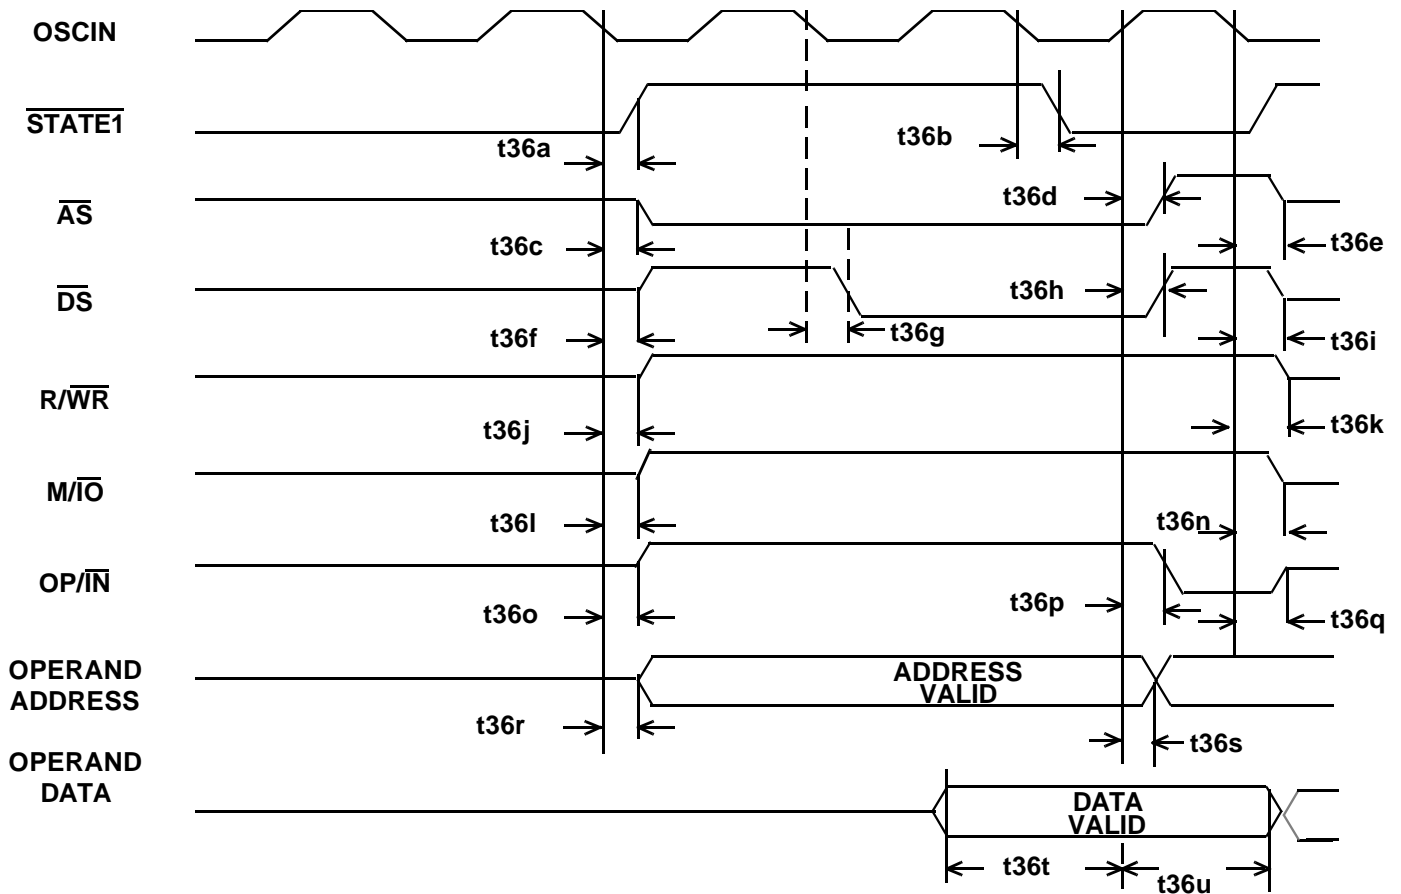 OSCIN
STATE1
t36a
t36b
AS
t36d
t36c
t36e
DS
t36h
t36f
t36g
t36i
R/WR
t36j
t36k
M/IO
t36l
t36n
OP/IN
t36o
t36p
t36q
OPERAND
ADDRESS
ADDRESS
VALID
t36r
t36s
OPERAND
DATA
DATA
VALID
t36t
t36u